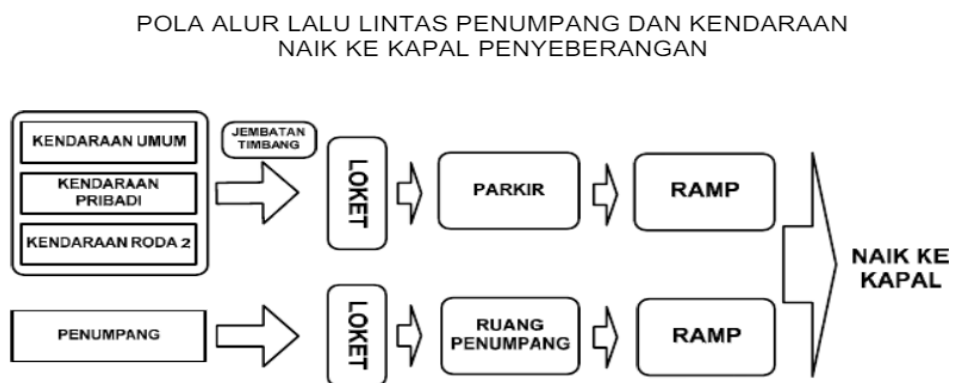 POLA ALUR LALU LINTAS PENUMPANG DAN KENDARAAN
NAIK KE KAPAL PENYEBERANGAN
KENDARAAN UMUM
KENDARAAN
PRIBADI
KENDARAAN RODA 2
JEMBATAN
TIMBANG
LOKET
PARKIR
RAMP
NAIK KE
KAPAL
PENUMPANG
LOKET
RUANG
PENUMPANG
RAMP